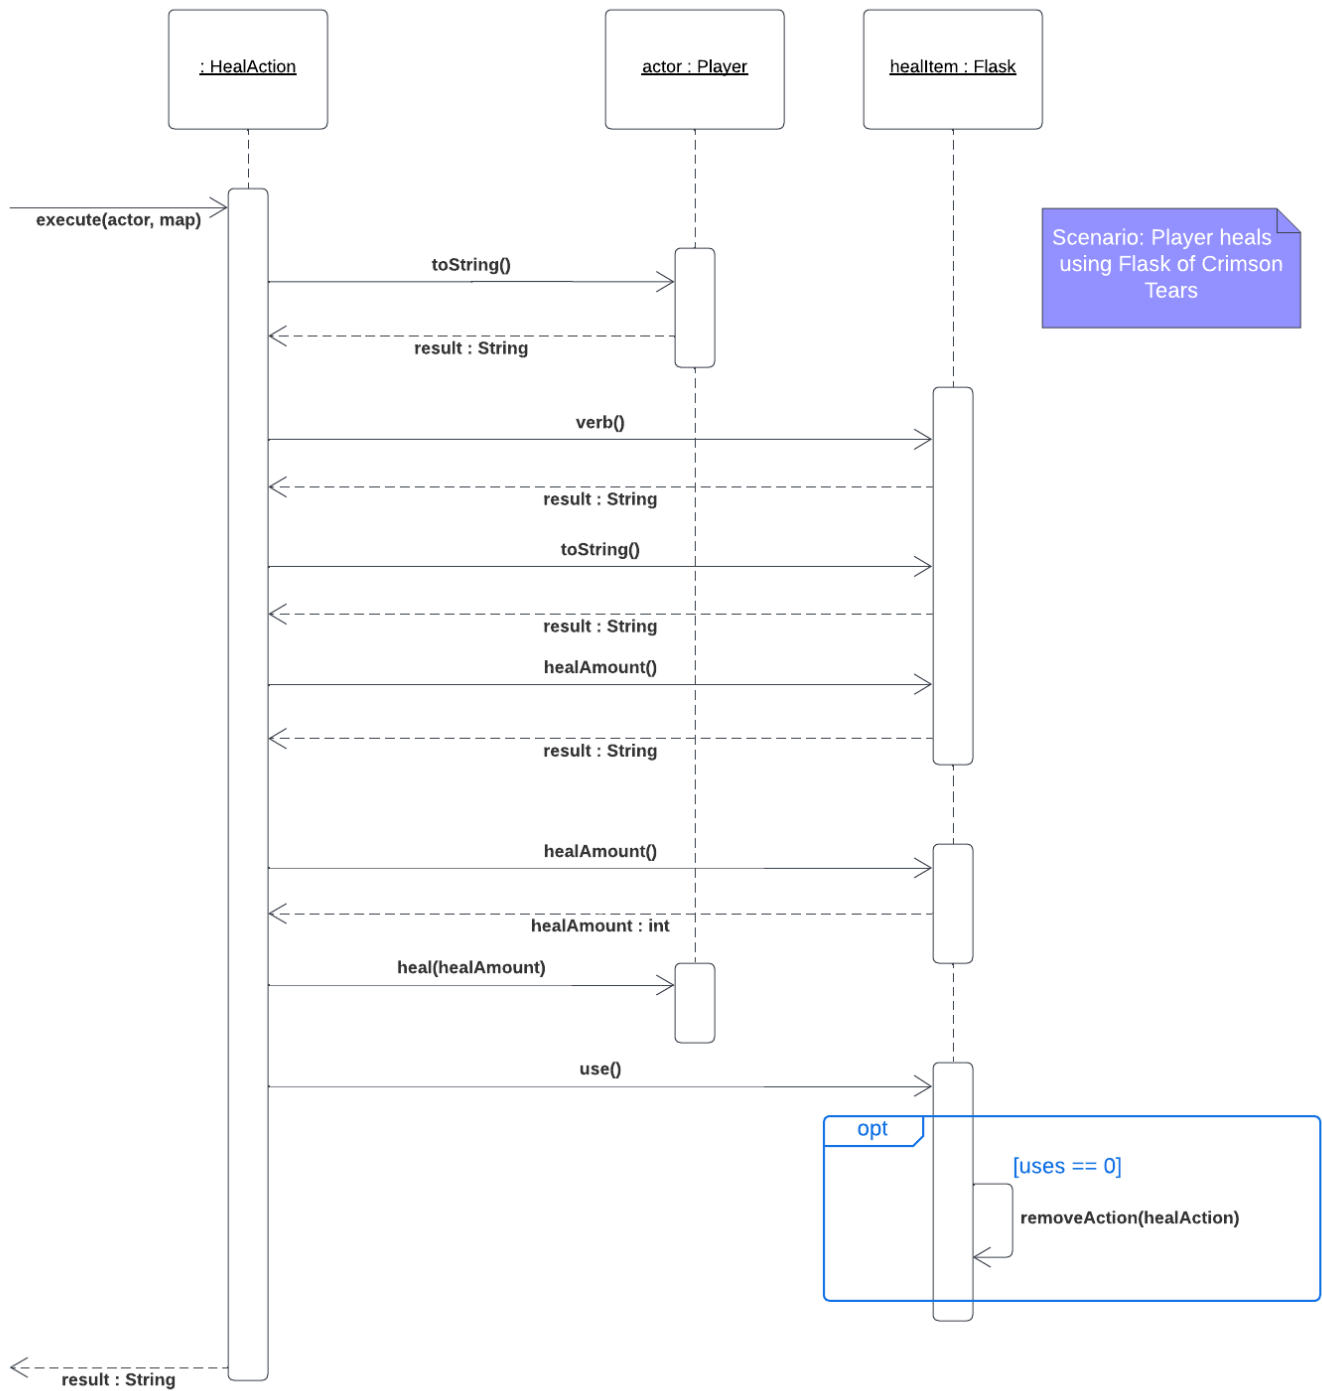 : HealAction
actor : Player
healItem : Flask
execute(actor, map)
Scenario: Player heals
using Flask of Crimson
Tears
toString()
result : String
verb()
result : String
toString()
result : String
healAmount()
result : String
healAmount()
healAmount : int
heal(healAmount)
use()
opt
[uses == 0]
removeAction(healAction)
result : String